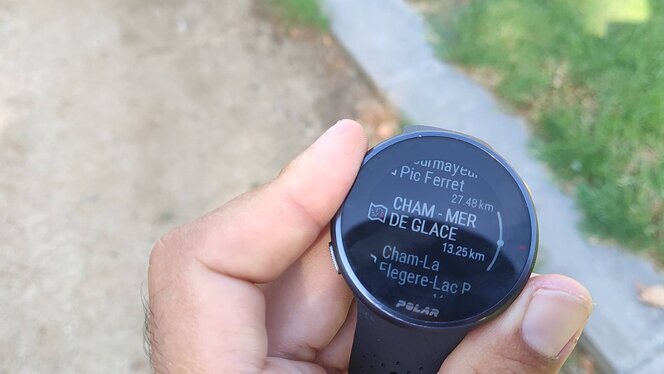 Pic Ferret
27.48 km
CHAM - MER
DE GLACE
13.25 km
Cham-La
Flegere-Lac P
POLAR